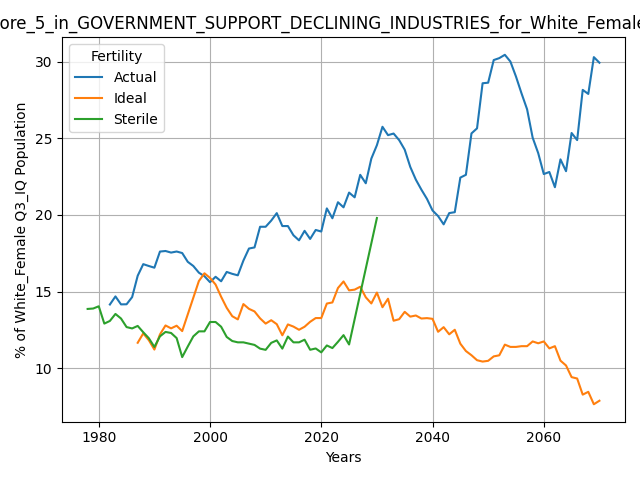 ore_5_in_GOVERNMENT_SUPPORT_DECLINING_INDUSTRIES_for_White_Female
Fertility
Actual
Ideal
Sterile
% of White_Female Q3_IQ Population
30
25
20
15
10
1980
2000
2020
2040
2060
Years